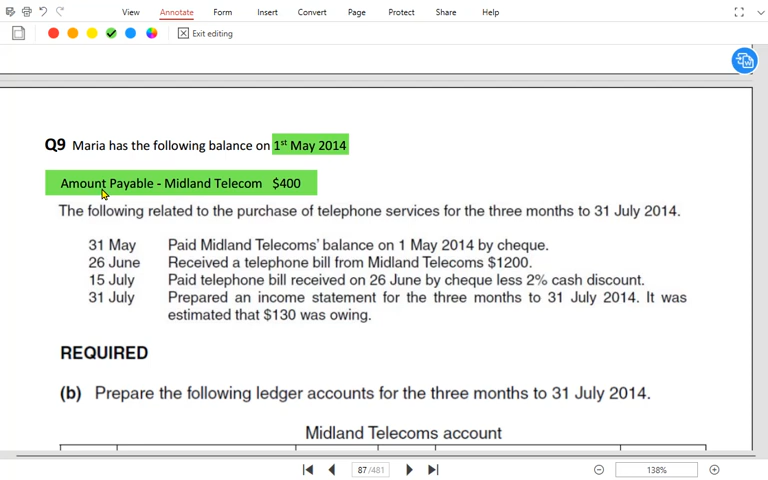 View Annotate Form Insert Convert Page Protect Share Help
Exit editing
Q9 Maria has the following balance on 1st May 2014
Amount Payable - Midland Telecom $400
The following related to the purchase of telephone services for the three months to 31 July 2014.
31 May Paid Midland Telecoms' balance on 1 May 2014 by cheque.
26 June Received a telephone bill from Midland Telecoms $1200.
15 July Paid telephone bill received on 26 June by cheque less 2% cash discount.
31 July Prepared an income statement for the three months to 31 July 2014. It was
estimated that $130 was owing.
REQUIRED
(b) Prepare the following ledger accounts for the three months to 31 July 2014.
Midland Telecoms account
87/481 138%